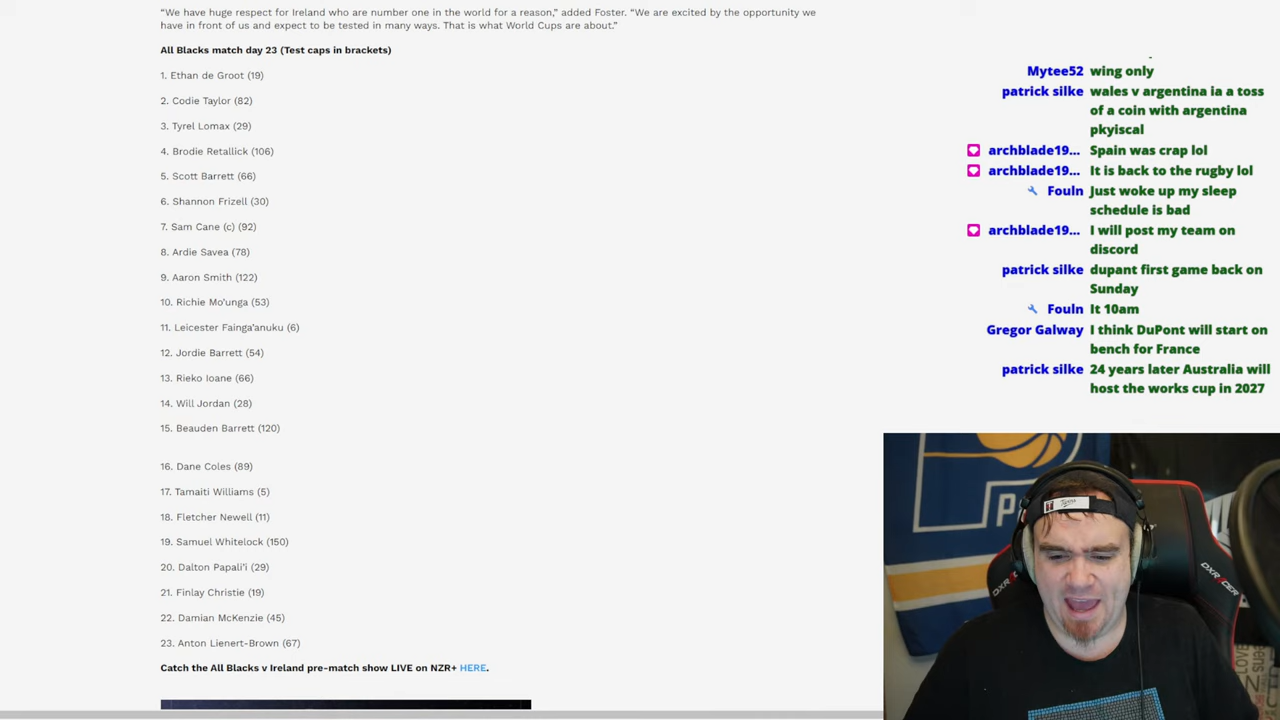 “We have huge respect for Ireland who are number one in the world for a reason,” added Foster. “We are excited by the opportunity we
have in front of us and expect to be tested in many ways. That is what World Cups are about.”
All Blacks match day 23 (Test caps in brackets)
1. Ethan de Groot (19)
2. Codie Taylor (82)
3. Tyrel Lomax (29)
4. Brodie Retallick (106)
5. Scott Barrett (66)
6. Shannon Frizell (30)
7. Sam Cane (c) (92)
8. Ardie Savea (78)
9. Aaron Smith (122)
10. Richie Mo’unga (53)
11. Leicester Fainga’anuku (6)
12. Jordie Barrett (54)
13. Rieko Ioane (66)
14. Will Jordan (28)
15. Beauden Barrett (120)
16. Dane Coles (89)
17. Tamaiti Williams (5)
18. Fletcher Newell (11)
19. Samuel Whitelock (150)
20. Dalton Papali’i (29)
21. Finlay Christie (19)
22. Damian McKenzie (45)
23. Anton Lienert-Brown (67)
Catch the All Blacks v Ireland pre-match show LIVE on NZR+ HERE.
Mytee52 wing only
patrick silke wales v argentina ia a toss
of a coin with argentina
pkyiscal
archblade19... Spain was crap lol
archblade19... It is back to the rugby lol
Fouln Just woke up my sleep
schedule is bad
archblade19... I will post my team on
discord
patrick silke dupant first game back on
Sunday
Fouln It 10am
Gregor Galway I think DuPont will start on
bench for France
patrick silke 24 years later Australia will
host the works cup in 2027
DXRACER